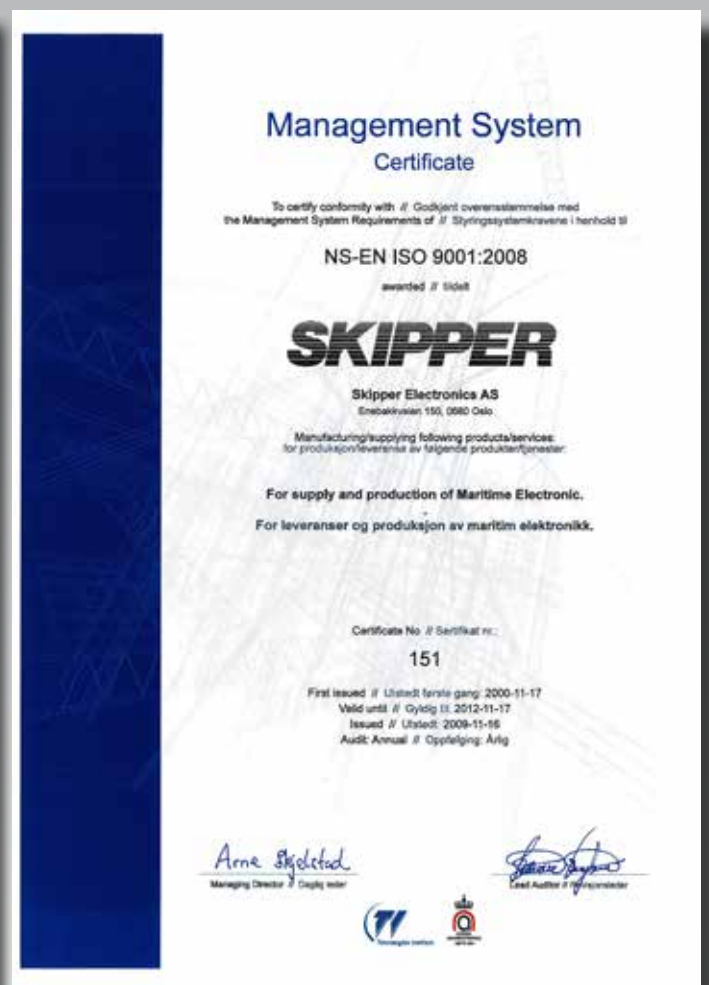 Management System
Certificate
To certify conformity with // Godkjent overensstemmelse med
the Management System Requirements of // Styringssystemkravene i henhold til
NS-EN ISO 9001:2008
awarded // tildelt
SKIPPER
Skipper Electronics AS
Enebakkveien 150, 0680 Oslo
Manufacturing/supplying following products/services:
for produksjon/leveranse av følgende produkter/tjenester:
For supply and production of Maritime Electronic.
-
For leveranser og produksjon av maritim elektronikk.
Certificate No // Sertifikat nr.:
151
First issued // Utstedt første gang: 2000-11-17
Valid until // Gyldig til: 2012-11-17
Issued // Utstedt: 2009-11-16
Audit: Annual // Oppfølging: Årlig
Arne Skjelstad
Managing Director // Daglig leder
Lead Auditor // Revisjonsleder
Teknologisk Institutt